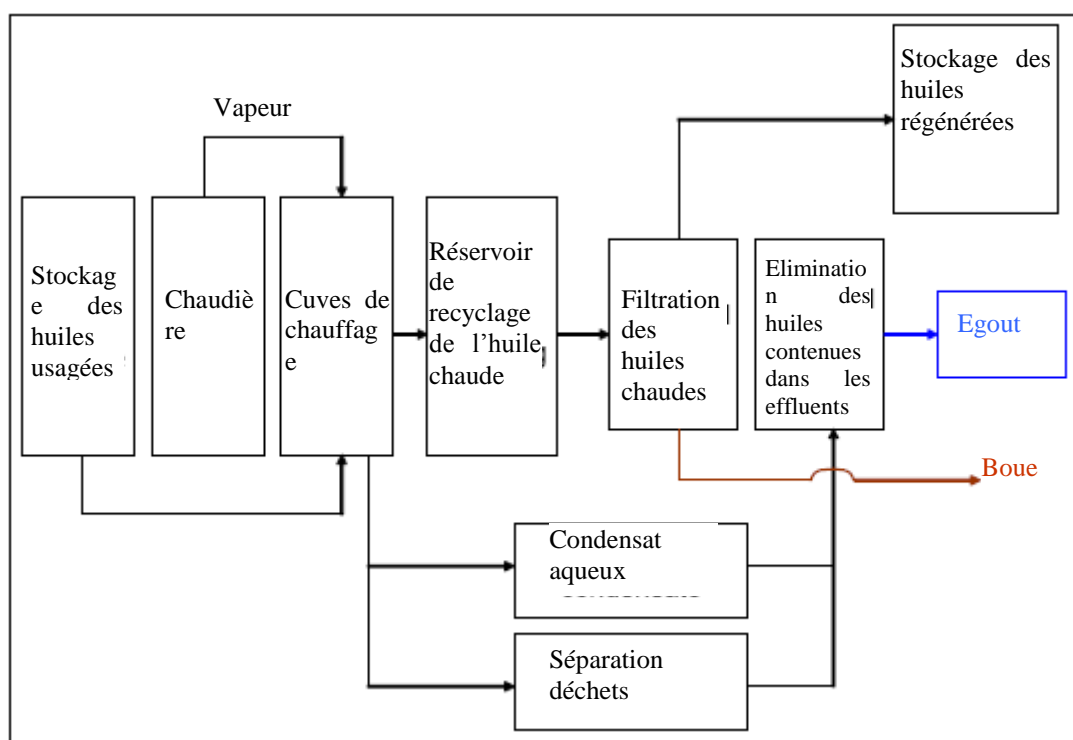 Stockage des
huiles
régénérées
Vapeur
Stockag
e des
huiles
usagées
Chaudiè
re
Cuves de
chauffag
e
Réservoir
de
recyclage
de l’huile
chaude
Filtration
des
huiles
chaudes
Eliminatio
n des
huiles
contenues
dans les
effluents
Egout
Boue
Condensat
aqueux
Séparation
déchets